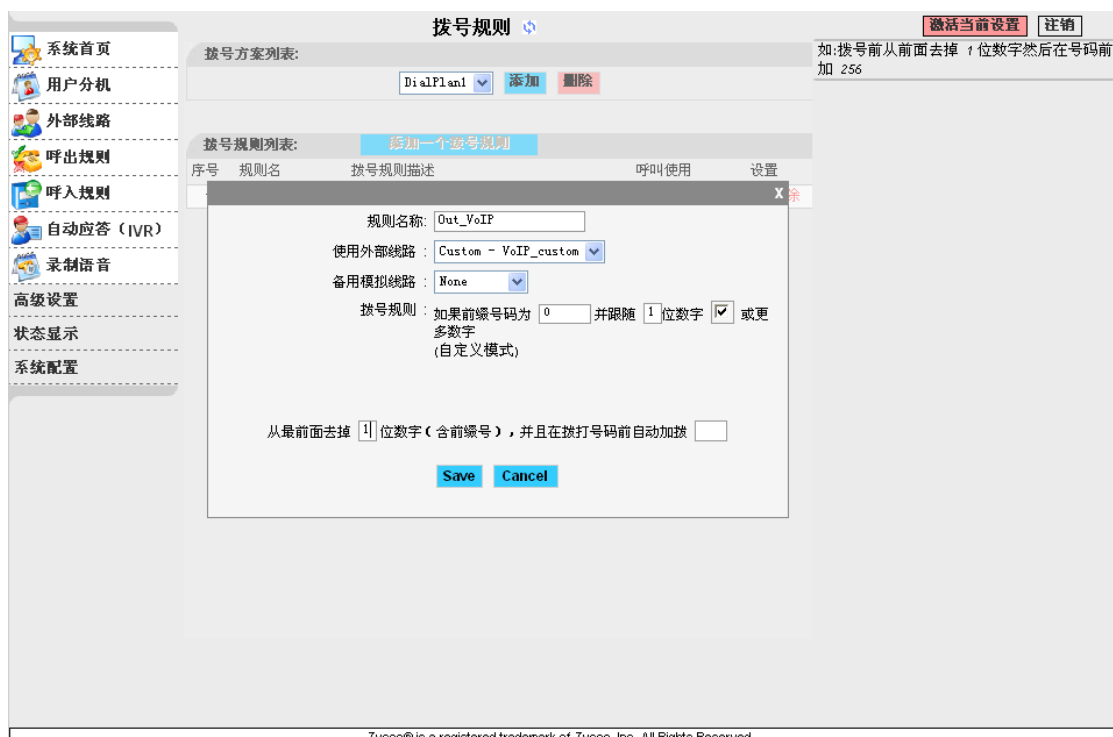 拨号规则
激活当前设置 注销
系统首页
用户分机
外部线路
呼出规则
呼入规则
自动应答（IVR）
录制语音
高级设置
状态显示
系统配置
拨号方案列表:
DialPlan1 添加 删除
拨号规则列表: 添加一个拨号规则
序号 规则名 拨号规则描述 呼叫使用 设置
除
X
规则名称: Out_VoIP
使用外部线路 : Custom - VoIP_custom
备用模拟线路 : None
拨号规则 : 如果前缀号码为 0 并跟随 1 位数字 或更
多数字
(自定义模式)
从最前面去掉 1 位数字(含前缀号),并且在拨打号码前自动加拨
Save Cancel
如:拨号前从前面去掉 1 位数字然后在号码前
加 256